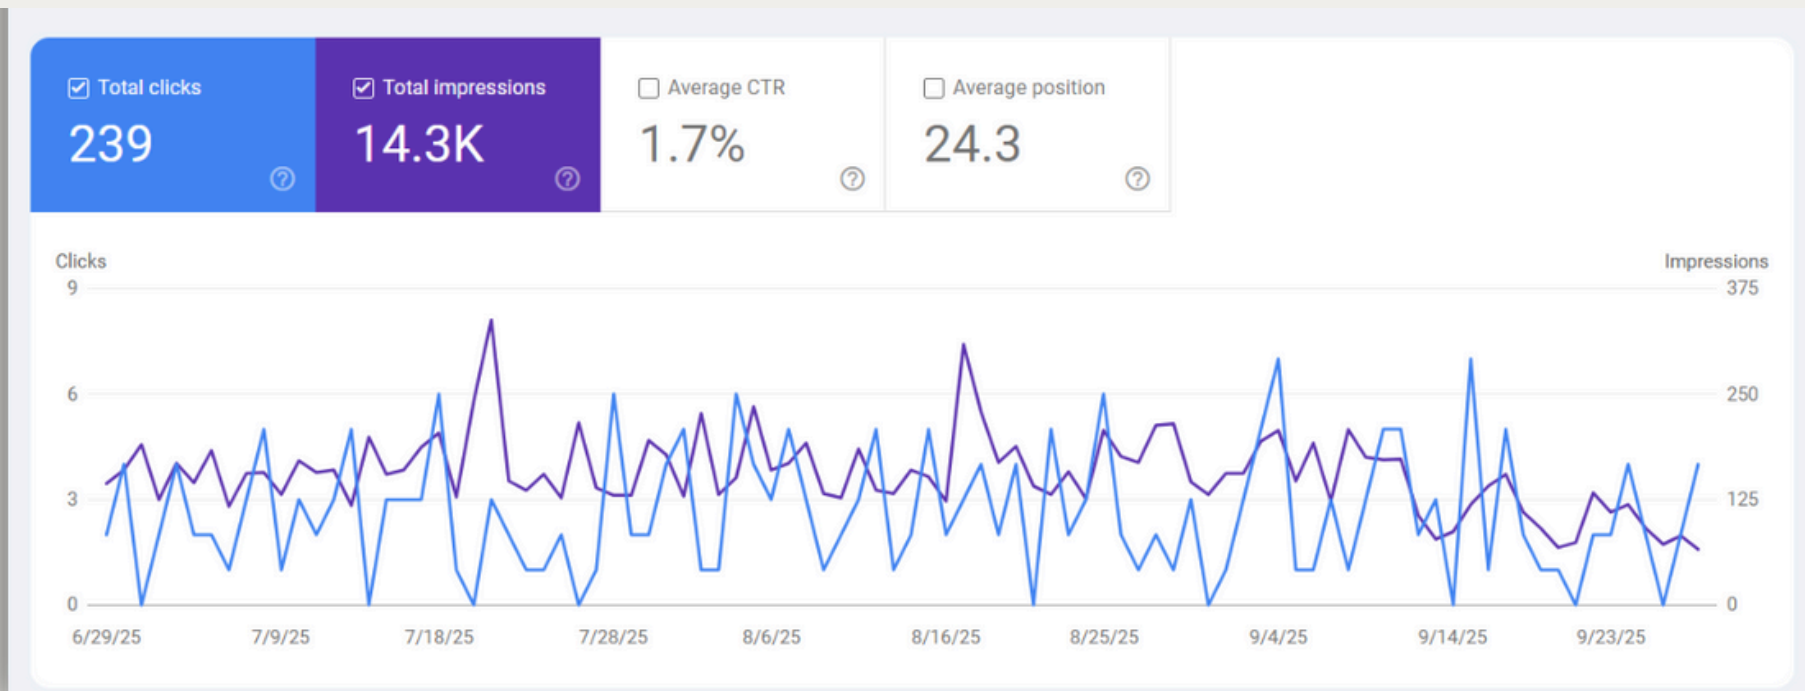 Total clicks
239
Total impressions
14.3K
Average CTR
1.7%
Average position
24.3
Clicks
Impressions
9
375
6
250
3
125
0
0
6/29/25 7/9/25 7/18/25 7/28/25 8/6/25 8/16/25 8/25/25 9/4/25 9/14/25 9/23/25